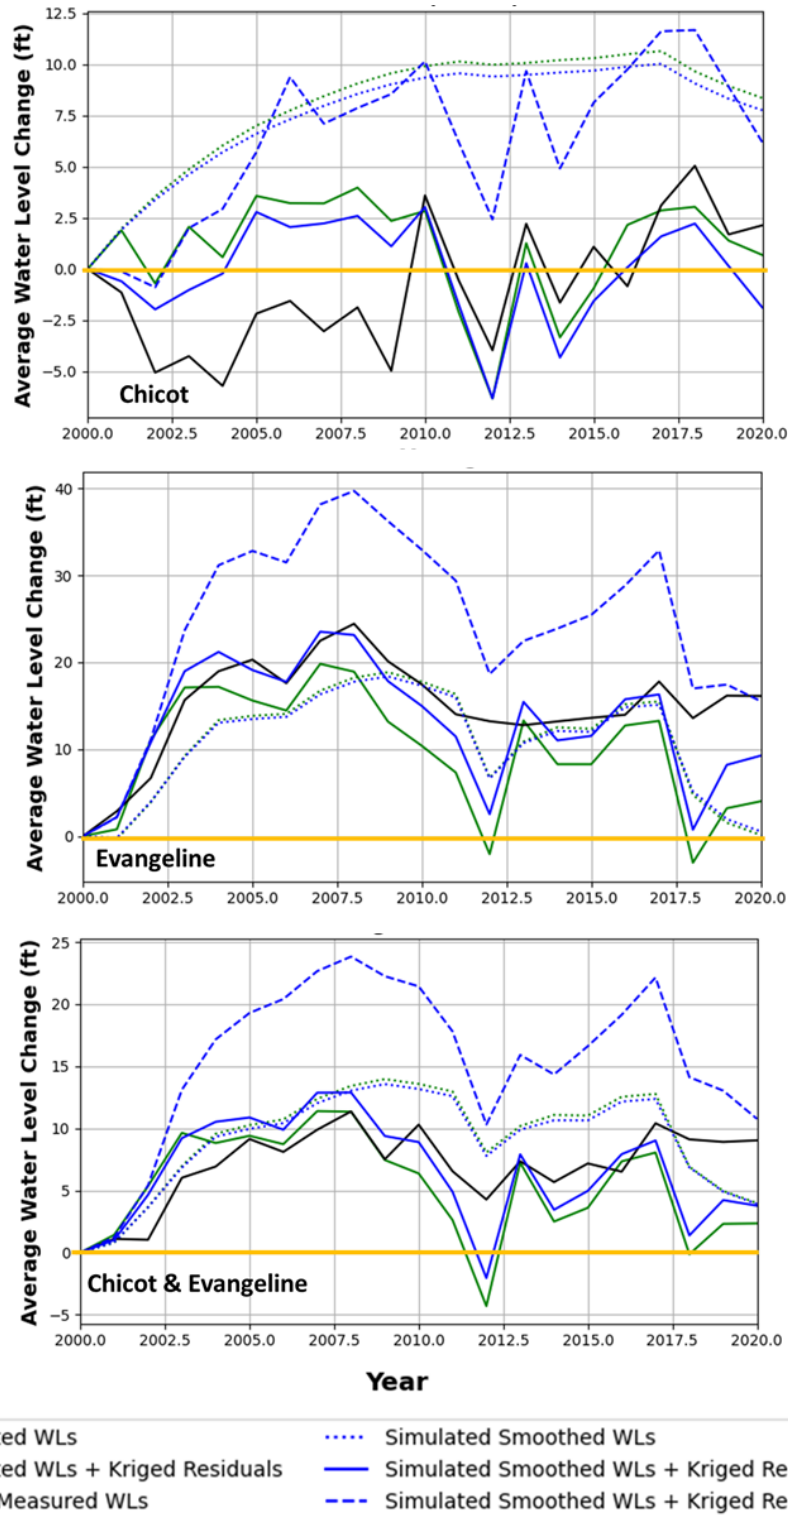 Average Water Level Change (ft)
12.5
10.0
7.5
5.0
2.5
0.0
−2.5
−5.0
Chicot
2000.0 2002.5 2005.0 2007.5 2010.0 2012.5 2015.0 2017.5 2020.0
Average Water Level Change (ft)
40
30
20
10
0
Evangeline
2000.0 2002.5 2005.0 2007.5 2010.0 2012.5 2015.0 2017.5 2020.0
Average Water Level Change (ft)
25
20
15
10
5
0
−5
Chicot & Evangeline
2000.0 2002.5 2005.0 2007.5 2010.0 2012.5 2015.0 2017.5 2020.0
Year
ted WLs
Simulated Smoothed WLs
ted WLs + Kriged Residuals
Simulated Smoothed WLs + Kriged Re
Measured WLs
Simulated Smoothed WLs + Kriged Re